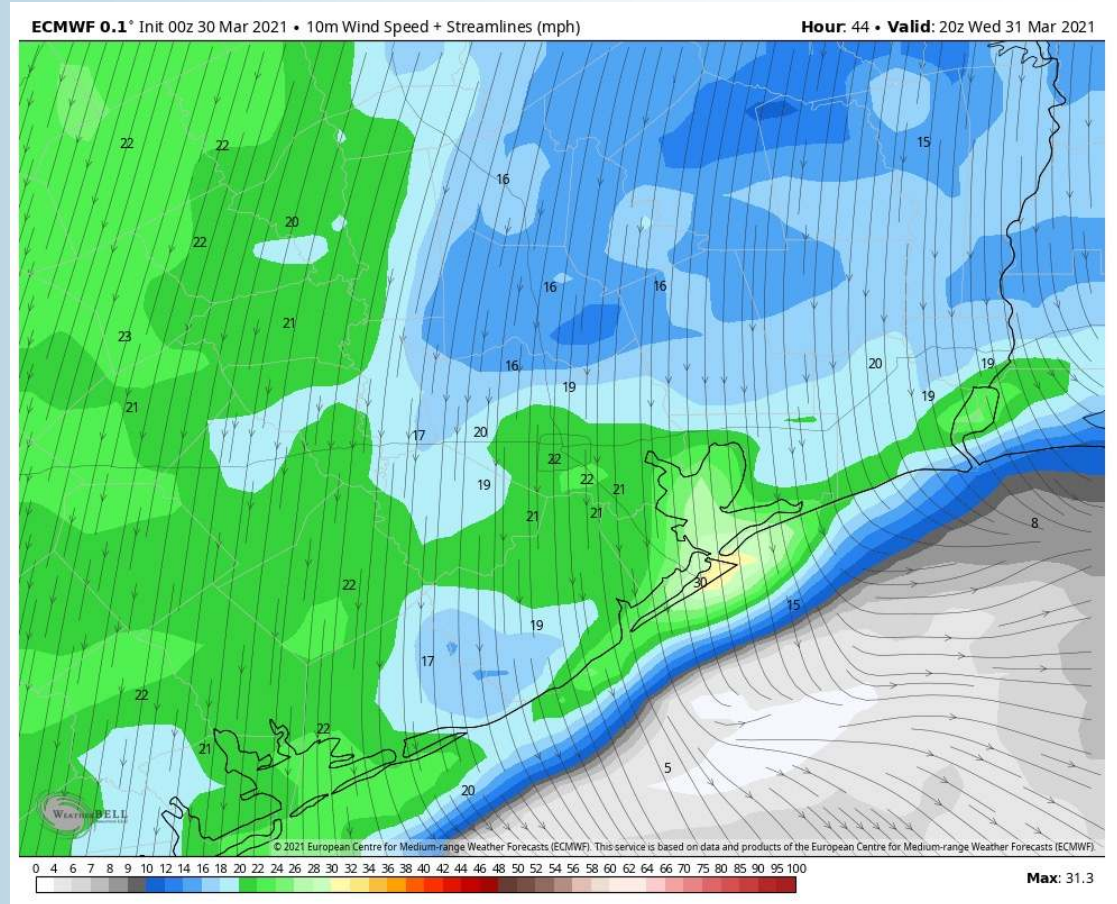 ECMWF 0.1° Init 00z 30 Mar 2021 • 10m Wind Speed + Streamlines (mph) Hour: 44 • Valid: 20z Wed 31 Mar 2021
22 22 15
16
20
22
16 16
23 21
16 20 19
19 19
21
17 20
22
19 22 21
21 21
8
22 30
15
19
17
22
21 22
5
20
WEATHERBELL
© 2021 European Centre for Medium-range Weather Forecasts (ECMWF). This service is based on data and products of the European Centre for Medium-range Weather Forecasts (ECMWF).
0 4 6 7 8 9 10 12 14 16 18 20 22 24 26 28 30 32 34 36 38 40 42 44 46 48 50 52 54 56 58 60 62 64 66 70 75 80 85 90 95 100
Max: 31.3